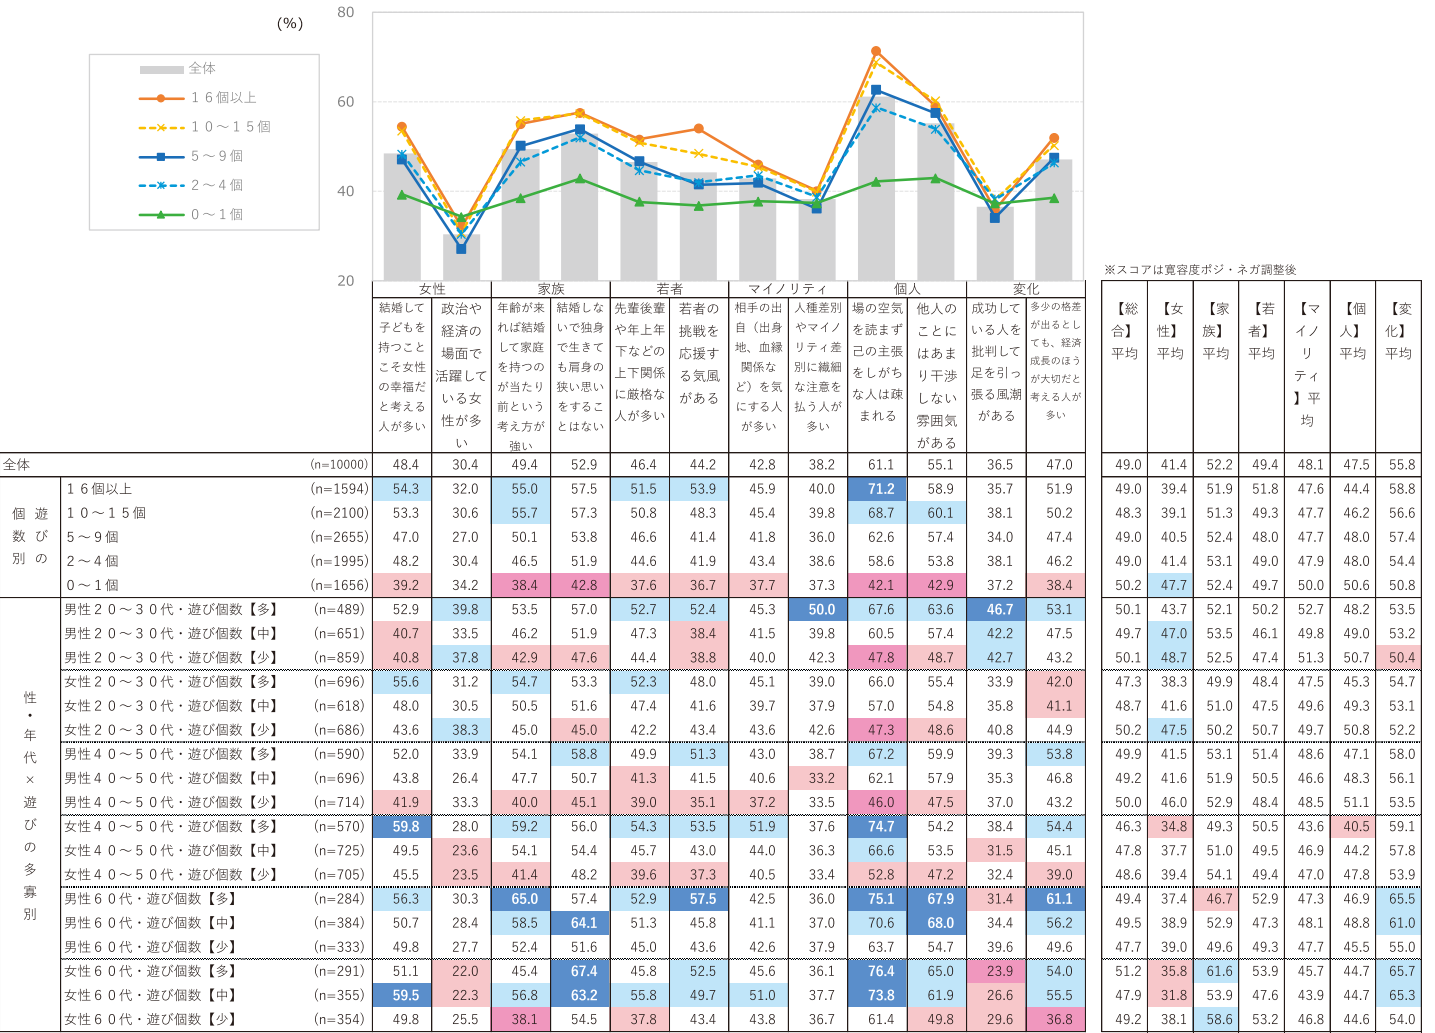 (%)
80
60
40
20
全体
１６個以上
１０～１５個
５～９個
２～４個
０～１個
※スコアは寛容度ポジ・ネガ調整後
女性 家族 若者 マイノリティ 個人 変化
結婚して
子どもを
持つこと
こそ女性
の幸福だ
と考える
人が多い
政治や
経済の
場面で
活躍して
いる女
性が多
い
年齢が来
れば結婚
して家庭
を持つの
が当たり
前という
考え方が
強い
結婚しな
いで独身
で生きて
も肩身の
狭い思い
をするこ
とはない
先輩後輩
や年上年
下などの
上下関係
に厳格な
人が多い
若者の
挑戦を
応援す
る気風
がある
相手の出
自（出身
地、血縁
関係な
ど）を気
にする人
が多い
人種差別
やマイノ
リティ差
別に繊細
な注意を
払う人が
多い
場の空気
を読まず
己の主張
をしがち
な人は疎
まれる
他人の
ことに
はあま
り干渉
しない
雰囲気
がある
成功して
いる人を
批判して
足を引っ
張る風潮
がある
多少の格差
が出るとし
ても、経済
成長のほう
が大切だと
考える人が
多い
【総
合】
平均
【女
性】
平均
【家
族】
平均
【若
者】
平均
【マ
イノ
リ
ティ
】平
均
【個
人】
平均
【変
化】
平均
全体 (n=10000) 48.4 30.4 49.4 52.9 46.4 44.2 42.8 38.2 61.1 55.1 36.5 47.0 49.0 41.4 52.2 49.4 48.1 47.5 55.8
遊びの個数別
１６個以上 (n=1594) 54.3 32.0 55.0 57.5 51.5 53.9 45.9 40.0 71.2 58.9 35.7 51.9 49.0 39.4 51.9 51.8 47.6 44.4 58.8
１０～１５個 (n=2100) 53.3 30.6 55.7 57.3 50.8 48.3 45.4 39.8 68.7 60.1 38.1 50.2 48.3 39.1 51.3 49.3 47.7 46.2 56.6
５～９個 (n=2655) 47.0 27.0 50.1 53.8 46.6 41.4 41.8 36.0 62.6 57.4 34.0 47.4 49.0 40.5 52.4 48.0 47.7 48.0 57.4
２～４個 (n=1995) 48.2 30.4 46.5 51.9 44.6 41.9 43.4 38.6 58.6 53.8 38.1 46.2 49.0 41.4 53.1 49.0 47.9 48.0 54.4
０～１個 (n=1656) 39.2 34.2 38.4 42.8 37.6 36.7 37.7 37.3 42.1 42.9 37.2 38.4 50.2 47.7 52.4 49.7 50.0 50.6 50.8
性・年代×遊びの多寡別
男性２０～３０代・遊び個数【多】 (n=489) 52.9 39.8 53.5 57.0 52.7 52.4 45.3 50.0 67.6 63.6 46.7 53.1 50.1 43.7 52.1 50.2 52.7 48.2 53.5
男性２０～３０代・遊び個数【中】 (n=651) 40.7 33.5 46.2 51.9 47.3 38.4 41.5 39.8 60.5 57.4 42.2 47.5 49.7 47.0 53.5 46.1 49.8 49.0 53.2
男性２０～３０代・遊び個数【少】 (n=859) 40.8 37.8 42.9 47.6 44.4 38.8 40.0 42.3 47.8 48.7 42.7 43.2 50.1 48.7 52.5 47.4 51.3 50.7 50.4
女性２０～３０代・遊び個数【多】 (n=696) 55.6 31.2 54.7 53.3 52.3 48.0 45.1 39.0 66.0 55.4 33.9 42.0 47.3 38.3 49.9 48.4 47.5 45.3 54.7
女性２０～３０代・遊び個数【中】 (n=618) 48.0 30.5 50.5 51.6 47.4 41.6 39.7 37.9 57.0 54.8 35.8 41.1 48.7 41.6 51.0 47.5 49.6 49.3 53.1
女性２０～３０代・遊び個数【少】 (n=686) 43.6 38.3 45.0 45.0 42.2 43.4 43.6 42.6 47.3 48.6 40.8 44.9 50.2 47.5 50.2 50.7 49.7 50.8 52.2
男性４０～５０代・遊び個数【多】 (n=590) 52.0 33.9 54.1 58.8 49.9 51.3 43.0 38.7 67.2 59.9 39.3 53.8 49.9 41.5 53.1 51.4 48.6 47.1 58.0
男性４０～５０代・遊び個数【中】 (n=696) 43.8 26.4 47.7 50.7 41.3 41.5 40.6 33.2 62.1 57.9 35.3 46.8 49.2 41.6 51.9 50.5 46.6 48.3 56.1
男性４０～５０代・遊び個数【少】 (n=714) 41.9 33.3 40.0 45.1 39.0 35.1 37.2 33.5 46.0 47.5 37.0 43.2 50.0 46.0 52.9 48.4 48.5 51.1 53.5
女性４０～５０代・遊び個数【多】 (n=570) 59.8 28.0 59.2 56.0 54.3 53.5 51.9 37.6 74.7 54.2 38.4 54.4 46.3 34.8 49.3 50.5 43.6 40.5 59.1
女性４０～５０代・遊び個数【中】 (n=725) 49.5 23.6 54.1 54.4 45.7 43.0 44.0 36.3 66.6 53.5 31.5 45.1 47.8 37.7 51.0 49.5 46.9 44.2 57.8
女性４０～５０代・遊び個数【少】 (n=705) 45.5 23.5 41.4 48.2 39.6 37.3 40.5 33.4 52.8 47.2 32.4 39.0 48.6 39.4 54.1 49.4 47.0 47.8 53.9
男性６０代・遊び個数【多】 (n=284) 56.3 30.3 65.0 57.4 52.9 57.5 42.5 36.0 75.1 67.9 31.4 61.1 49.4 37.4 46.7 52.9 47.3 46.9 65.5
男性６０代・遊び個数【中】 (n=384) 50.7 28.4 58.5 64.1 51.3 45.8 41.1 37.0 70.6 68.0 34.4 56.2 49.5 38.9 52.9 47.3 48.1 48.8 61.0
男性６０代・遊び個数【少】 (n=333) 49.8 27.7 52.4 51.6 45.0 43.6 42.6 37.9 63.7 54.7 39.6 49.6 47.7 39.0 49.6 49.3 47.7 45.5 55.0
女性６０代・遊び個数【多】 (n=291) 51.1 22.0 45.4 67.4 45.8 52.5 45.6 36.1 76.4 65.0 23.9 54.0 51.2 35.8 61.6 53.9 45.7 44.7 65.7
女性６０代・遊び個数【中】 (n=355) 59.5 22.3 56.8 63.2 55.8 49.7 51.0 37.7 73.8 61.9 26.6 55.5 47.9 31.8 53.9 47.6 43.9 44.7 65.3
女性６０代・遊び個数【少】 (n=354) 49.8 25.5 38.1 54.5 37.8 43.4 43.8 36.7 61.4 49.8 29.6 36.8 49.2 38.1 58.6 53.2 46.8 44.6 54.0